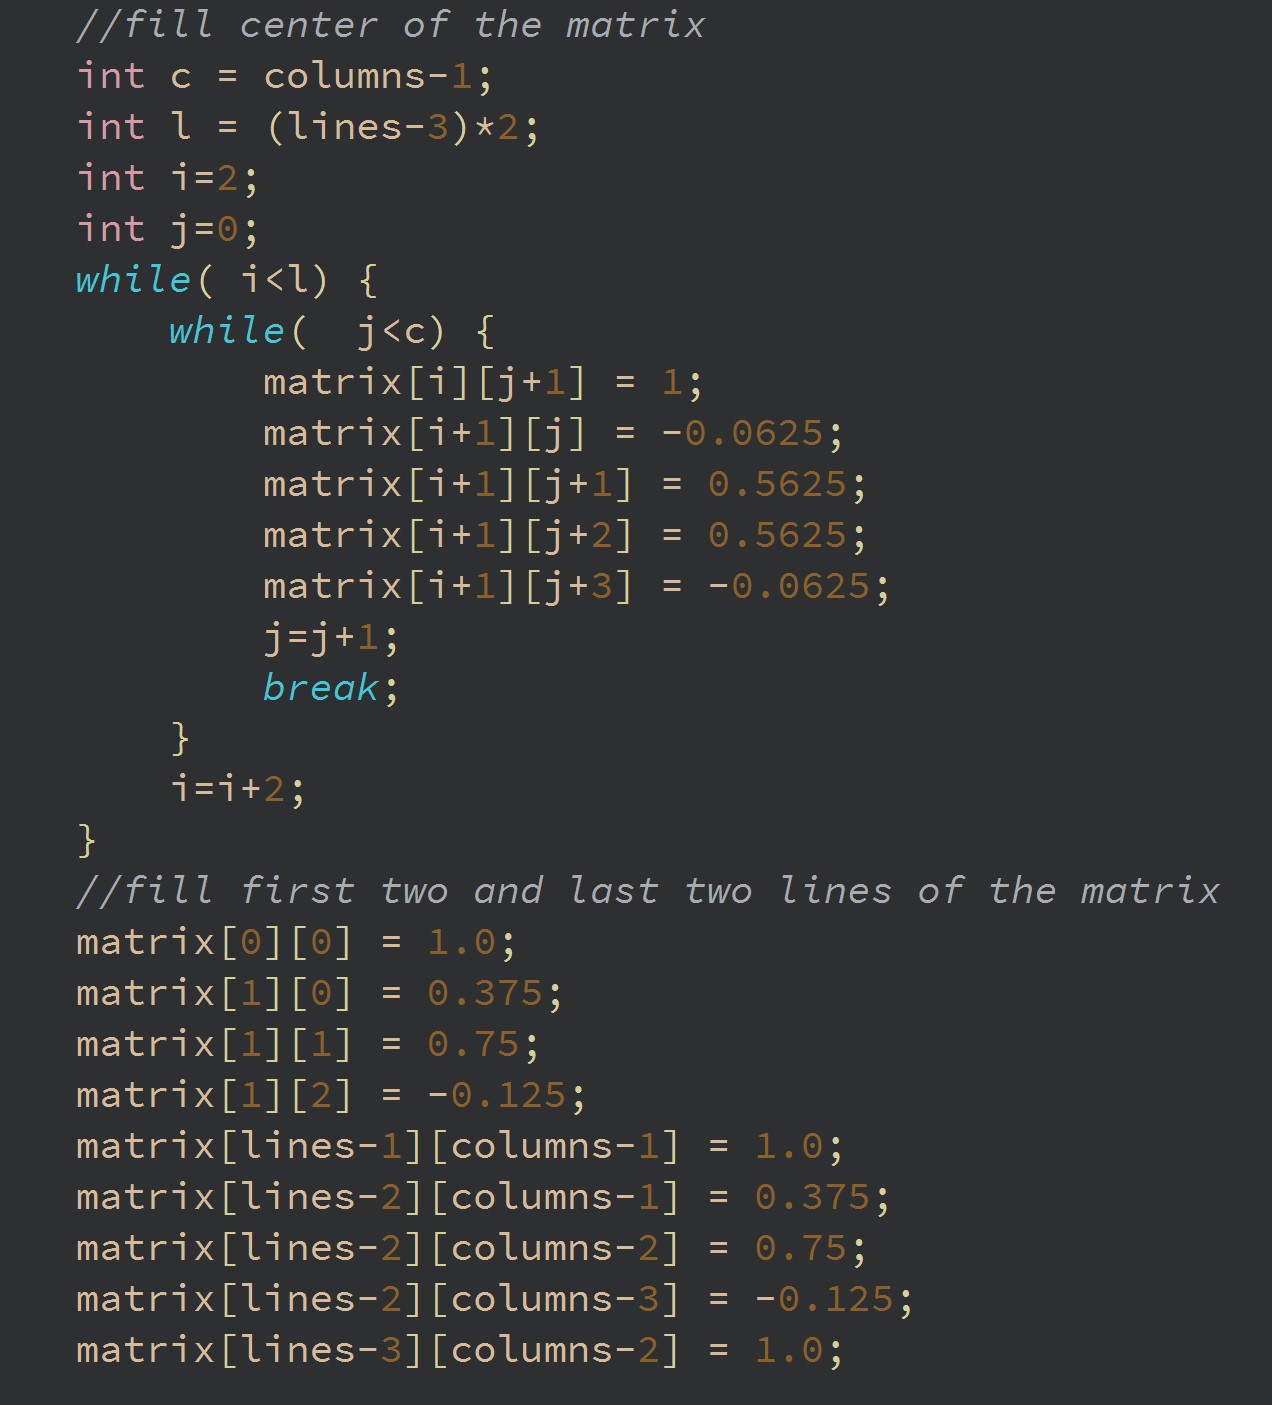 //fill center of the matrix
int c = columns-1;
int l = (lines-3)*2;
int i=2;
int j=0;
while( i<l) {
    while(  j<c) {
        matrix[i][j+1] = 1;
        matrix[i+1][j] = -0.0625;
        matrix[i+1][j+1] = 0.5625;
        matrix[i+1][j+2] = 0.5625;
        matrix[i+1][j+3] = -0.0625;
        j=j+1;
        break;
    }
    i=i+2;
}
//fill first two and last two lines of the matrix
matrix[0][0] = 1.0;
matrix[1][0] = 0.375;
matrix[1][1] = 0.75;
matrix[1][2] = -0.125;
matrix[lines-1][columns-1] = 1.0;
matrix[lines-2][columns-1] = 0.375;
matrix[lines-2][columns-2] = 0.75;
matrix[lines-2][columns-3] = -0.125;
matrix[lines-3][columns-2] = 1.0;